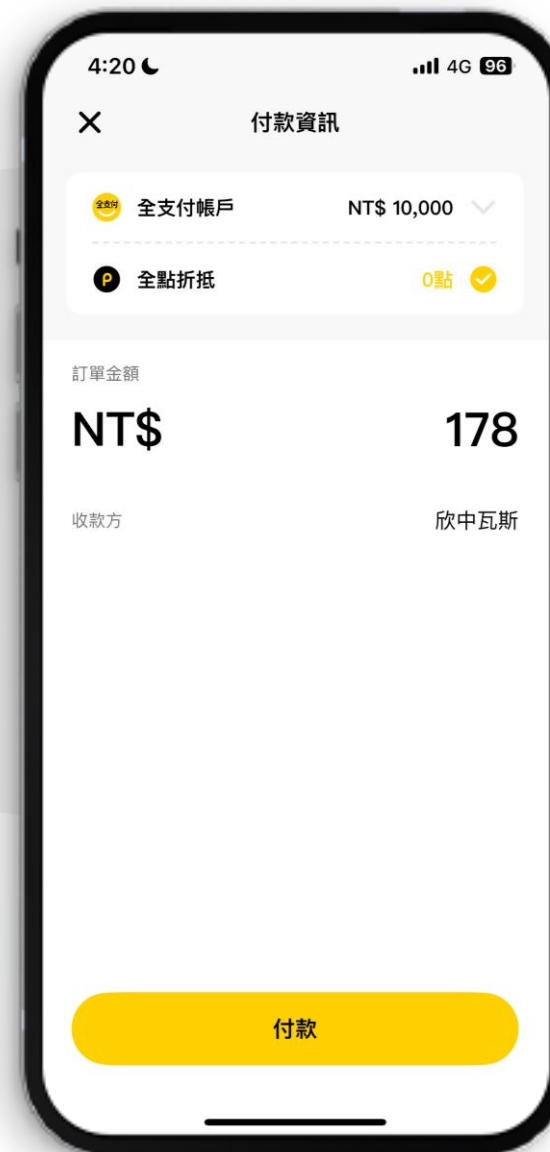 4:20 4G 96
付款資訊
全支付 全支付帳戶 NT$ 10,000
P 全點折抵 0點
訂單金額
NT$ 178
收款方 欣中瓦斯
付款